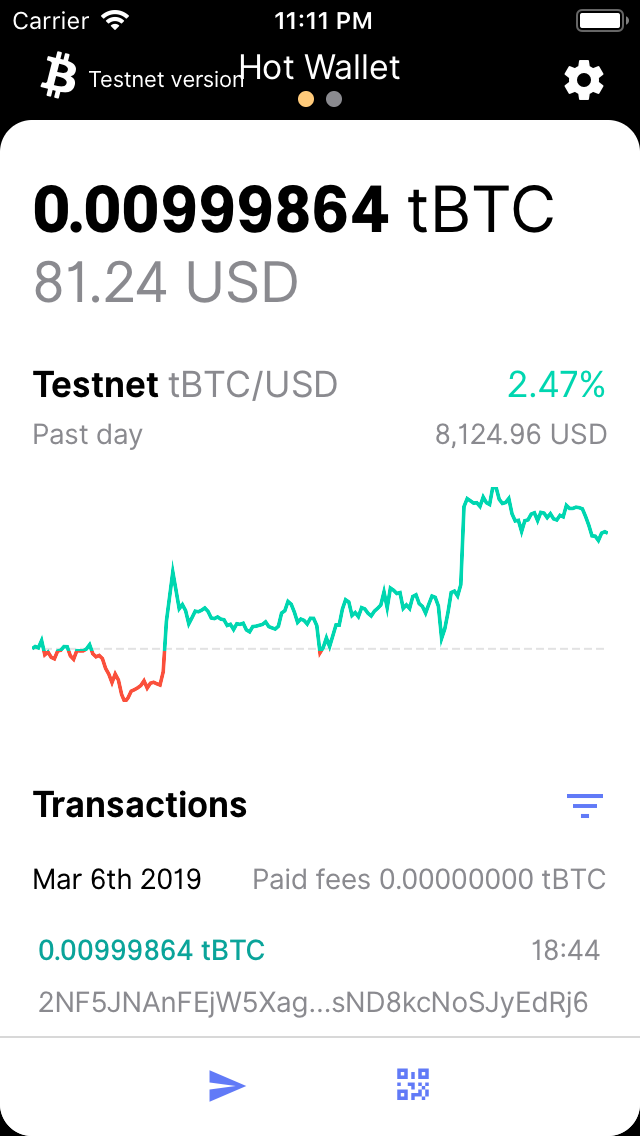 Carrier 11:11 PM
Hot Wallet
Testnet version
0.00999864 tBTC
81.24 USD
Testnet tBTC/USD 2.47%
Past day 8,124.96 USD
Transactions
Mar 6th 2019 Paid fees 0.00000000 tBTC
0.00999864 tBTC 18:44
2NF5JNAnFEjW5Xag...sND8kcNoSJyEdRj6